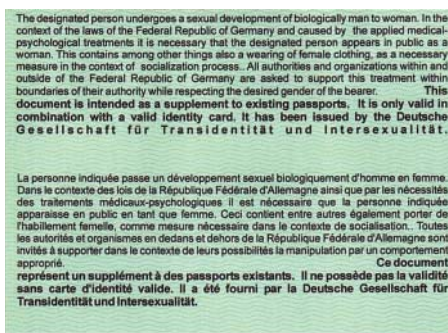 The designated person undergoes a sexual development of biologically man to woman. In the
context of the laws of the Federal Republic of Germany and caused by the applied medical-
psychological treatments it is necessary that the designated person appears in public as a
woman. This contains among other things also a wearing of female clothing, as a necessary
measure in the context of socialization process...All authorities and organizations within and
outside of the Federal Republic of Germany are asked to support this treatment within
boundaries of their authority while respecting the desired gender of the bearer. This
document is intended as a supplement to existing passports. It is only valid in
combination with a valid identity card. It has been issued by the Deutsche
Gesellschaft für Transidentität und Intersexualität.
La personne indiquée passe un développement sexuel biologiquement d'homme en femme.
Dans le contexte des lois de la République Fédérale d'Allemagne ainsi que par les nécessités
des traitements médicaux-psychologiques il est nécessaire que la personne indiquée
apparaisse en public en tant que femme. Ceci contient entre autres également porter de
l'habillement femelle, comme mesure nécessaire dans le contexte de socialisation.. Toutes
les autorités et organismes en dedans et dehors de la République Fédérale d'Allemagne sont
invités à supporter dans le contexte de leurs possibilités la manipulation par un comportement
approprié. Ce document
représent un supplément à des passports existants. Il ne possède pas la validité
sans carte d'identité valide. Il a été fourni par la Deutsche Gesellschaft für
Transidentität und Intersexualität.